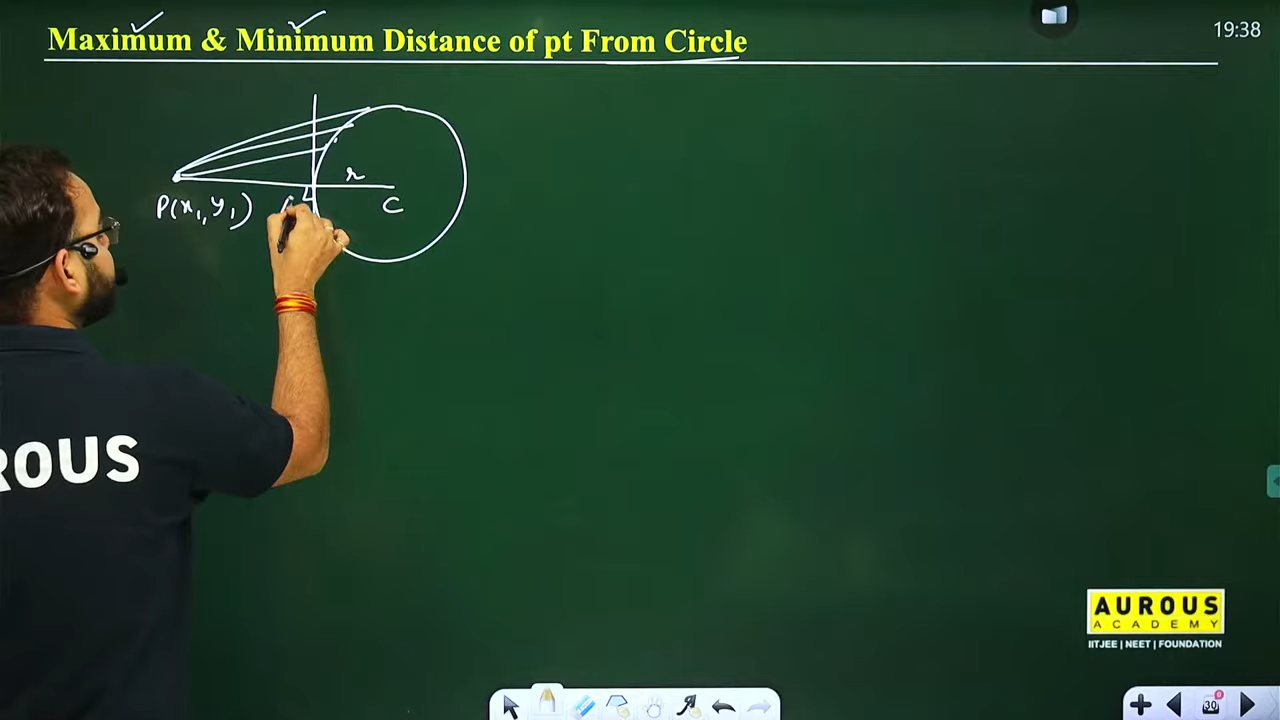 19:38
Maximum & Minimum Distance of pt From Circle
r
P(x₁, y₁)
C
ROUS
AUROUS
ACADEMY
IITJEE | NEET | FOUNDATION
30